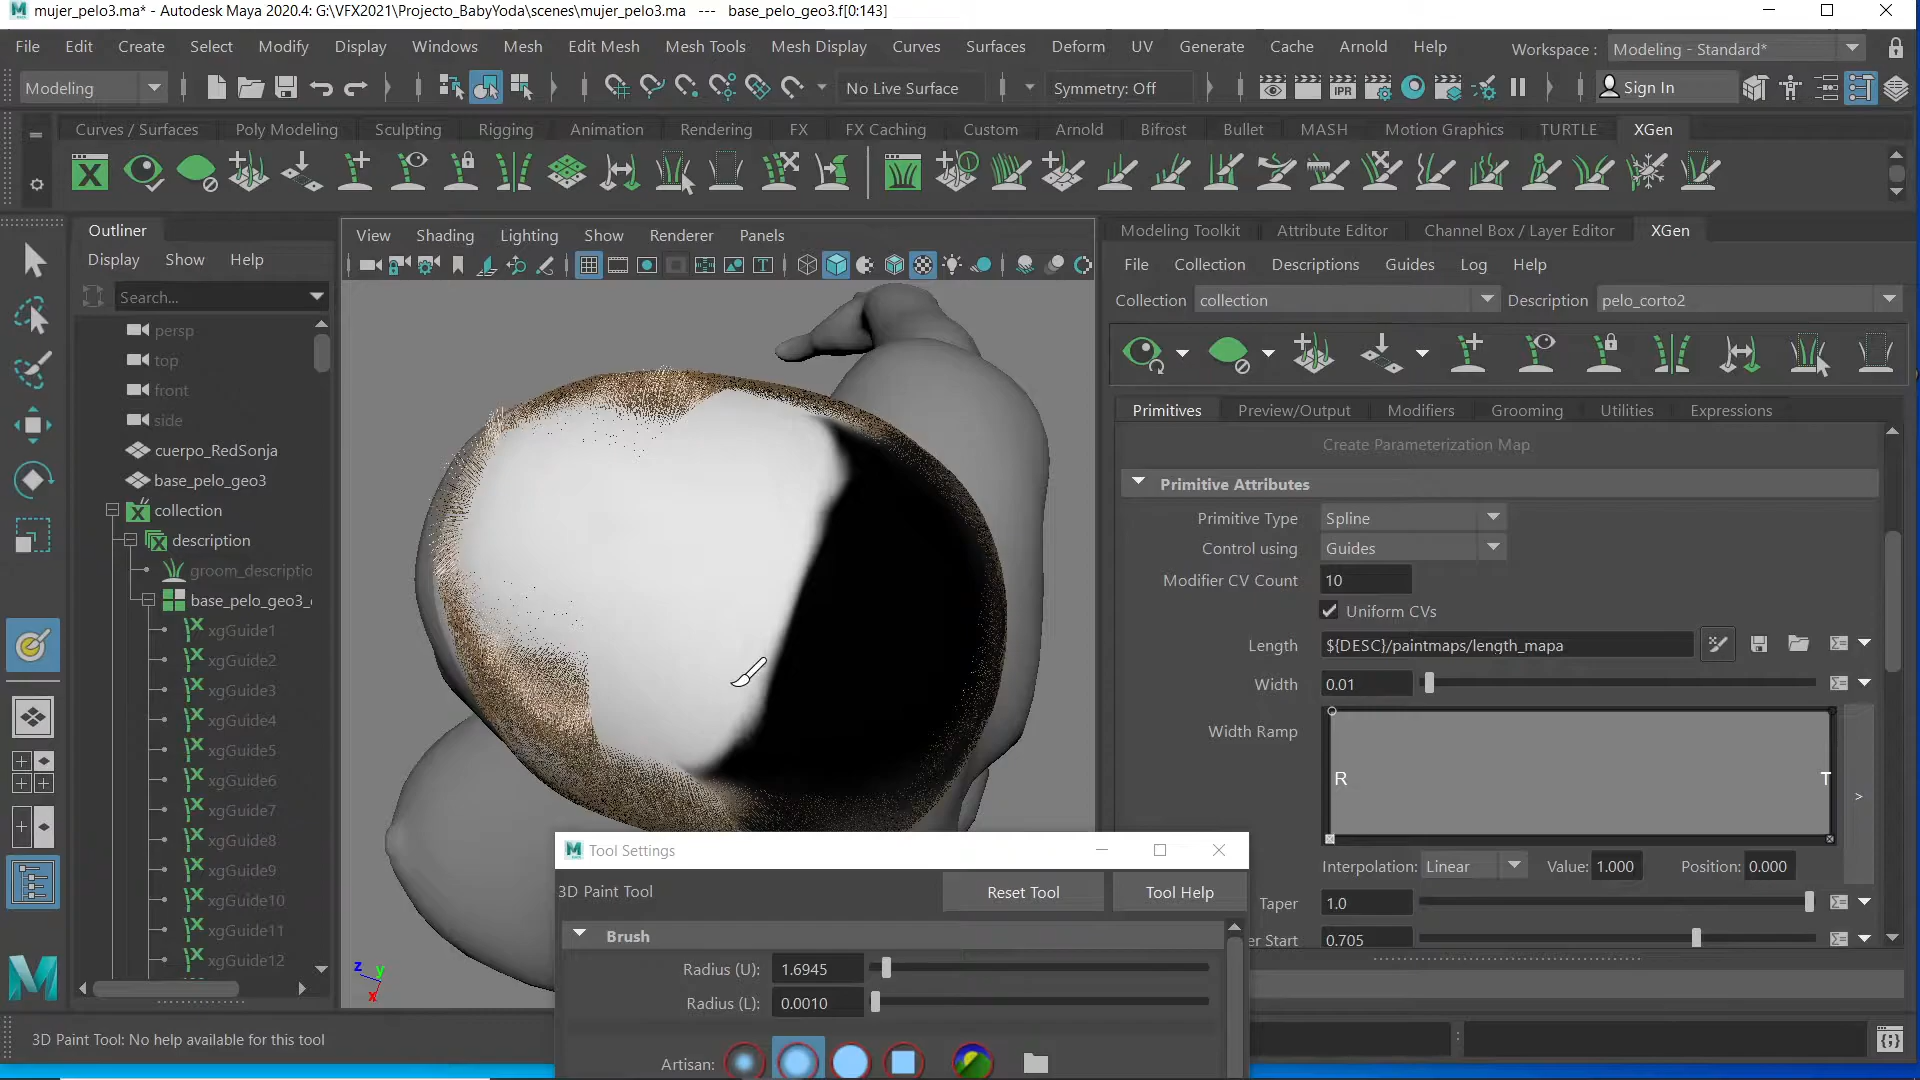 mujer_pelo3.ma* - Autodesk Maya 2020.4: G:\VFX2021\Projecto_BabyYoda\scenes\mujer_pelo3.ma --- base_pelo_geo3.f[0:143]
File Edit Create Select Modify Display Windows Mesh Edit Mesh Mesh Tools Mesh Display Curves Surfaces Deform UV Generate Cache Arnold Help Workspace : Modeling - Standard*
Modeling No Live Surface Symmetry: Off IPR Sign In
Curves / Surfaces Poly Modeling Sculpting Rigging Animation Rendering FX FX Caching Custom Arnold Bifrost Bullet MASH Motion Graphics TURTLE XGen
Outliner
Display Show Help
Search...
persp
top
front
side
cuerpo_RedSonja
base_pelo_geo3
collection
description
groom_descriptio
base_pelo_geo3_
xgGuide1
xgGuide2
xgGuide3
xgGuide4
xgGuide5
xgGuide6
xgGuide7
xgGuide8
xgGuide9
xgGuide10
xgGuide11
xgGuide12
View Shading Lighting Show Renderer Panels
z y
x
Modeling Toolkit Attribute Editor Channel Box / Layer Editor XGen
File Collection Descriptions Guides Log Help
Collection collection Description pelo_corto2
Primitives Preview/Output Modifiers Grooming Utilities Expressions
Create Parameterization Map
Primitive Attributes
Primitive Type Spline
Control using Guides
Modifier CV Count 10
Uniform CVs
Length ${DESC}/paintmaps/length_mapa
Width 0.01
Width Ramp
R T
>
Interpolation: Linear Value: 1.000 Position: 0.000
Taper 1.0
er Start 0.705
Tool Settings
3D Paint Tool Reset Tool Tool Help
Brush
Radius (U): 1.6945
Radius (L): 0.0010
Artisan:
3D Paint Tool: No help available for this tool